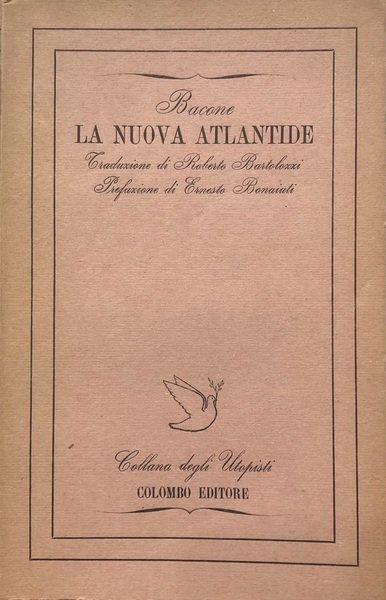 Bacone
LA NUOVA ATLANTIDE
Traduzione di Roberto Bartolozzi
Prefazione di Ernesto Bonaiuti
Collana degli Utopisti
COLOMBO EDITORE